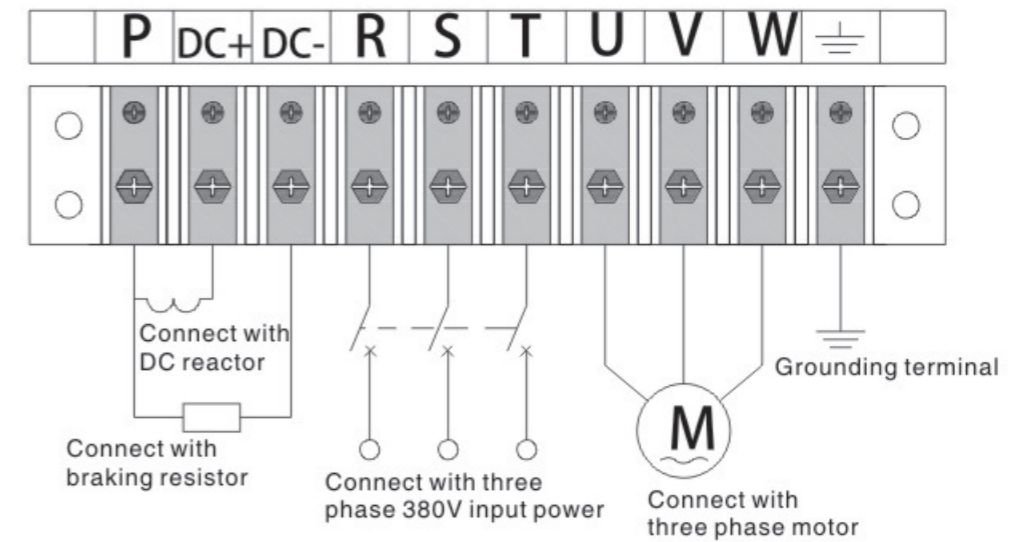 P DC+ DC- R S T U V W
Connect with
DC reactor
Connect with
braking resistor
Connect with three
phase 380V input power
M
Connect with
three phase motor
Grounding terminal